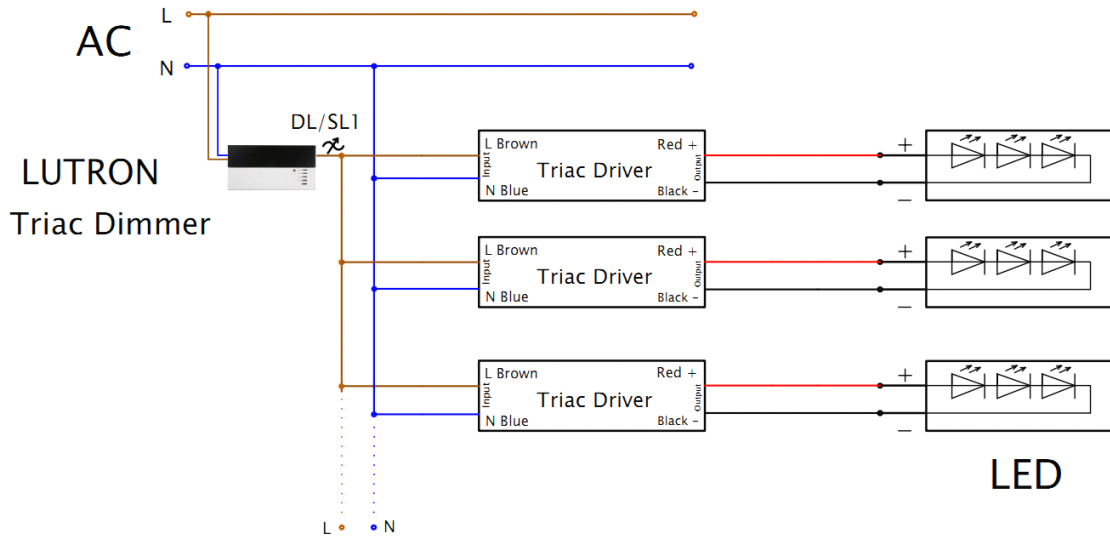 L
AC
N
DL/SL1
LUTRON
Triac Dimmer
L Brown
Red +
Input
Triac Driver
Output
N Blue
Black -
+
-
L Brown
Red +
Input
Triac Driver
Output
N Blue
Black -
+
-
L Brown
Red +
Input
Triac Driver
Output
N Blue
Black -
+
-
LED
L
N